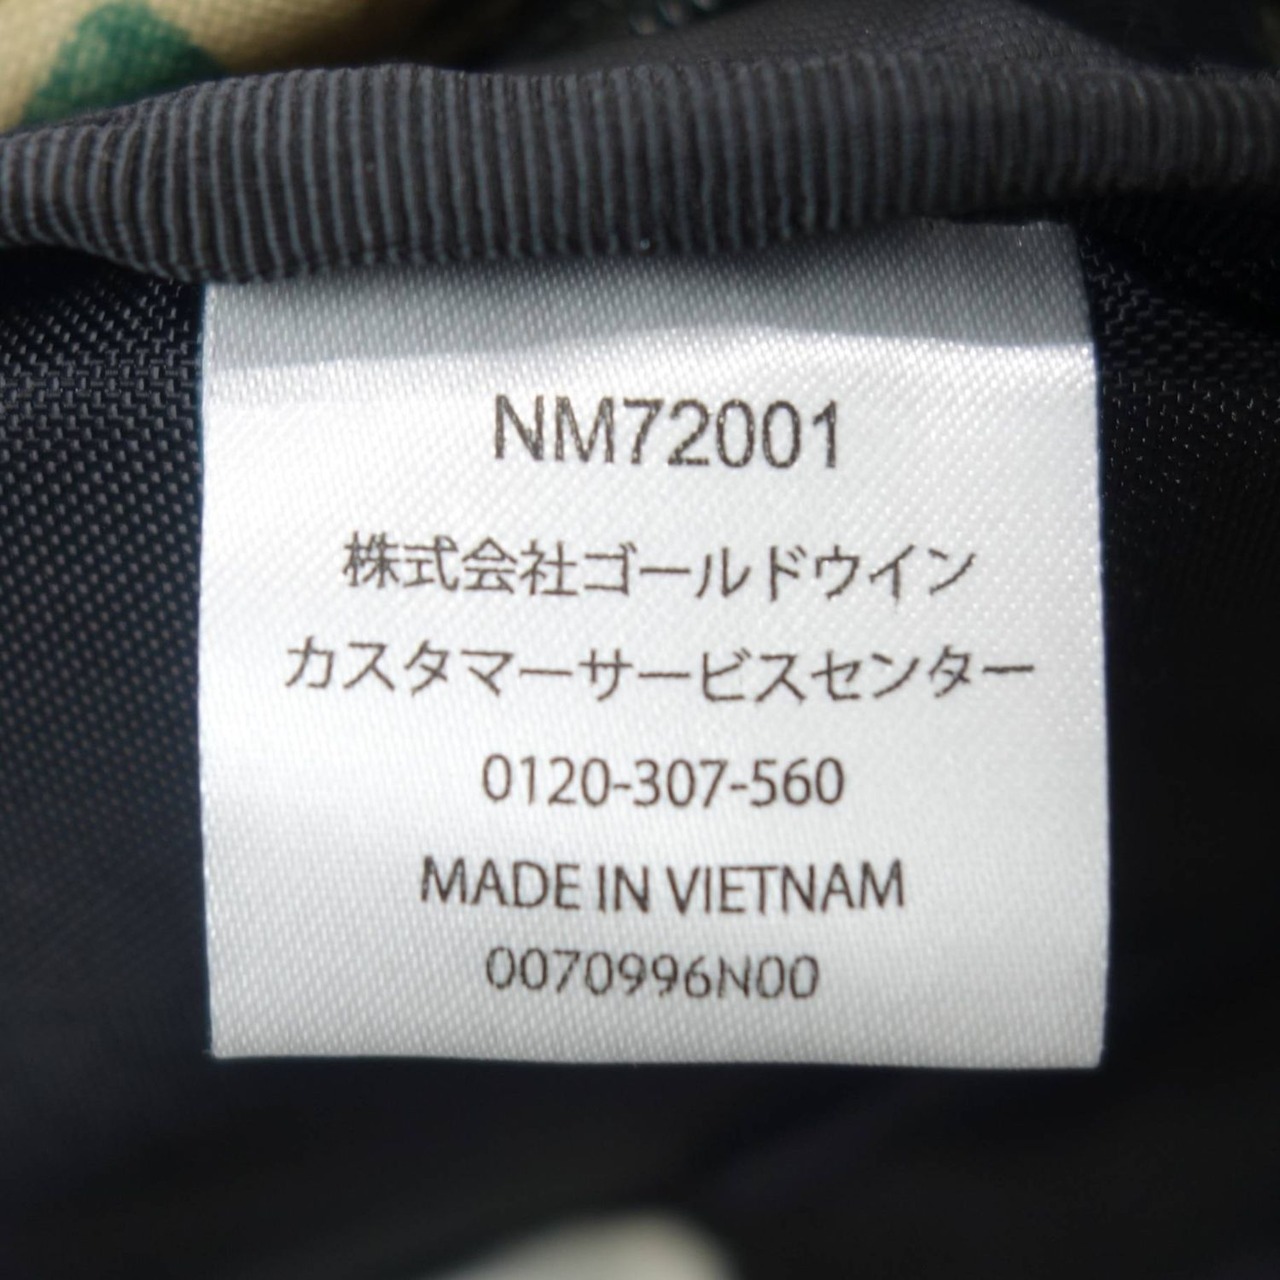 NM72001
株式会社ゴールドウイン
カスタマーサービスセンター
0120-307-560
MADE IN VIETNAM
0070996N00